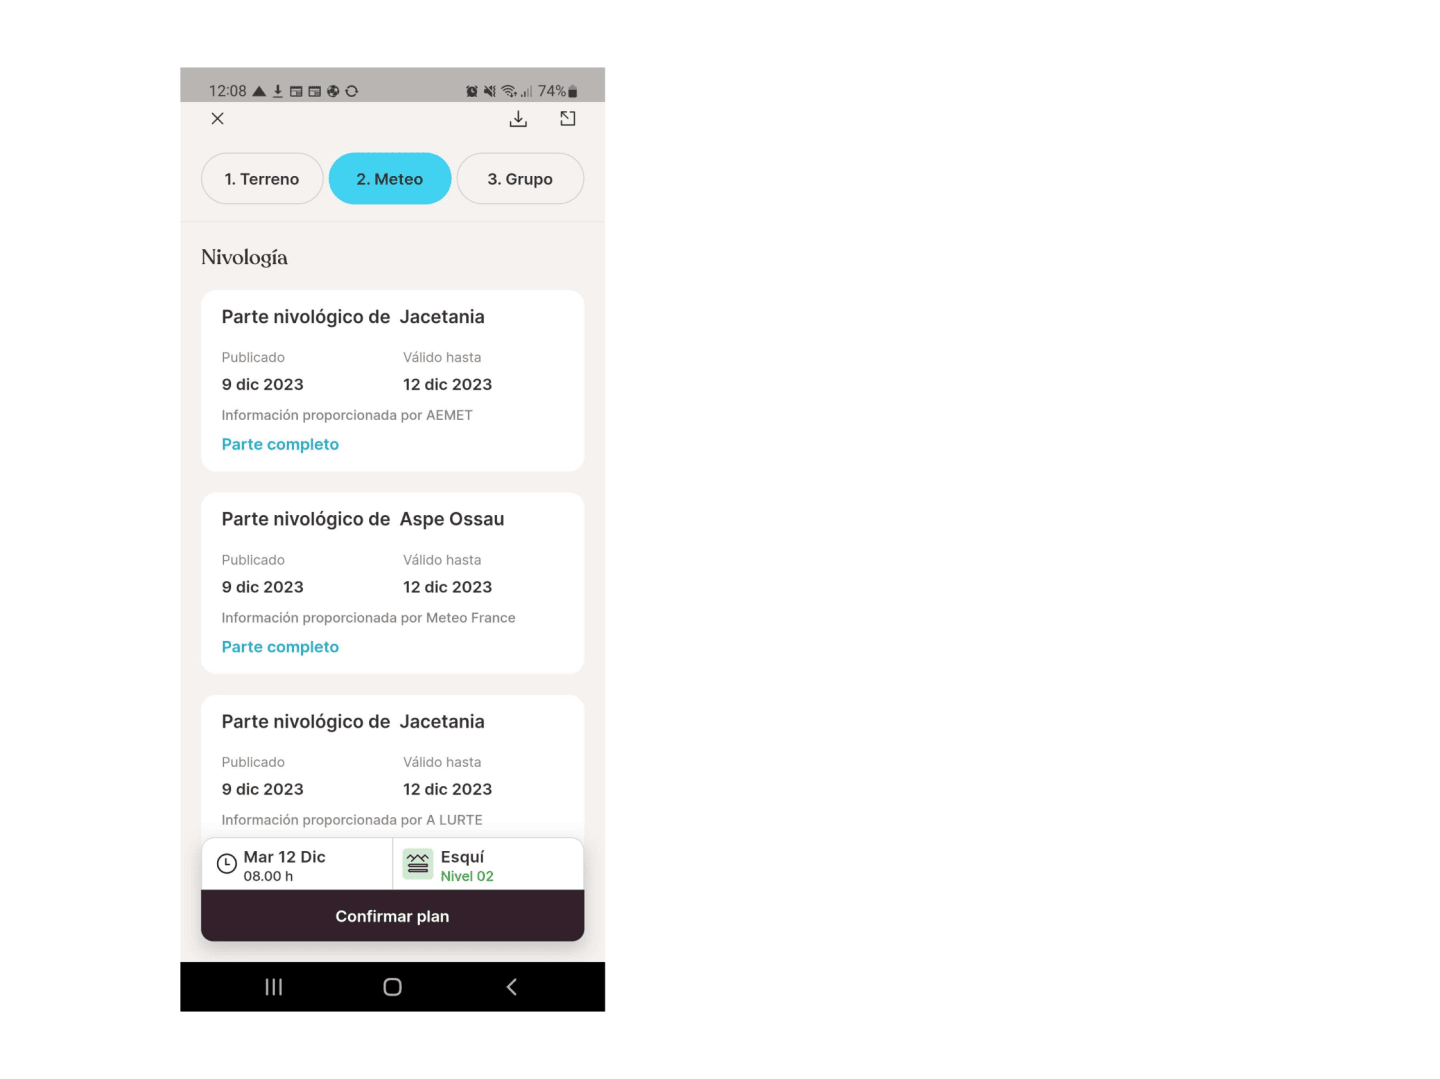 12:08 74%
1. Terreno 2. Meteo 3. Grupo
Nivología
Parte nivológico de Jacetania
Publicado Válido hasta
9 dic 2023 12 dic 2023
Información proporcionada por AEMET
Parte completo
Parte nivológico de Aspe Ossau
Publicado Válido hasta
9 dic 2023 12 dic 2023
Información proporcionada por Meteo France
Parte completo
Parte nivológico de Jacetania
Publicado Válido hasta
9 dic 2023 12 dic 2023
Información proporcionada por A LURTE
Mar 12 Dic Esquí
08.00 h Nivel 02
Confirmar plan